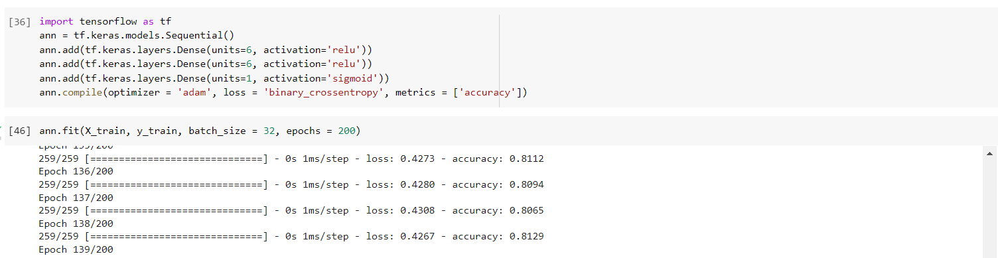 [36] import tensorflow as tf
ann = tf.keras.models.Sequential()
ann.add(tf.keras.layers.Dense(units=6, activation='relu'))
ann.add(tf.keras.layers.Dense(units=6, activation='relu'))
ann.add(tf.keras.layers.Dense(units=1, activation='sigmoid'))
ann.compile(optimizer = 'adam', loss = 'binary_crossentropy', metrics = ['accuracy'])
[46] ann.fit(X_train, y_train, batch_size = 32, epochs = 200)
Epoch 135/200
259/259 [==============================] - 0s 1ms/step - loss: 0.4273 - accuracy: 0.8112
Epoch 136/200
259/259 [==============================] - 0s 1ms/step - loss: 0.4280 - accuracy: 0.8094
Epoch 137/200
259/259 [==============================] - 0s 1ms/step - loss: 0.4308 - accuracy: 0.8065
Epoch 138/200
259/259 [==============================] - 0s 1ms/step - loss: 0.4267 - accuracy: 0.8129
Epoch 139/200